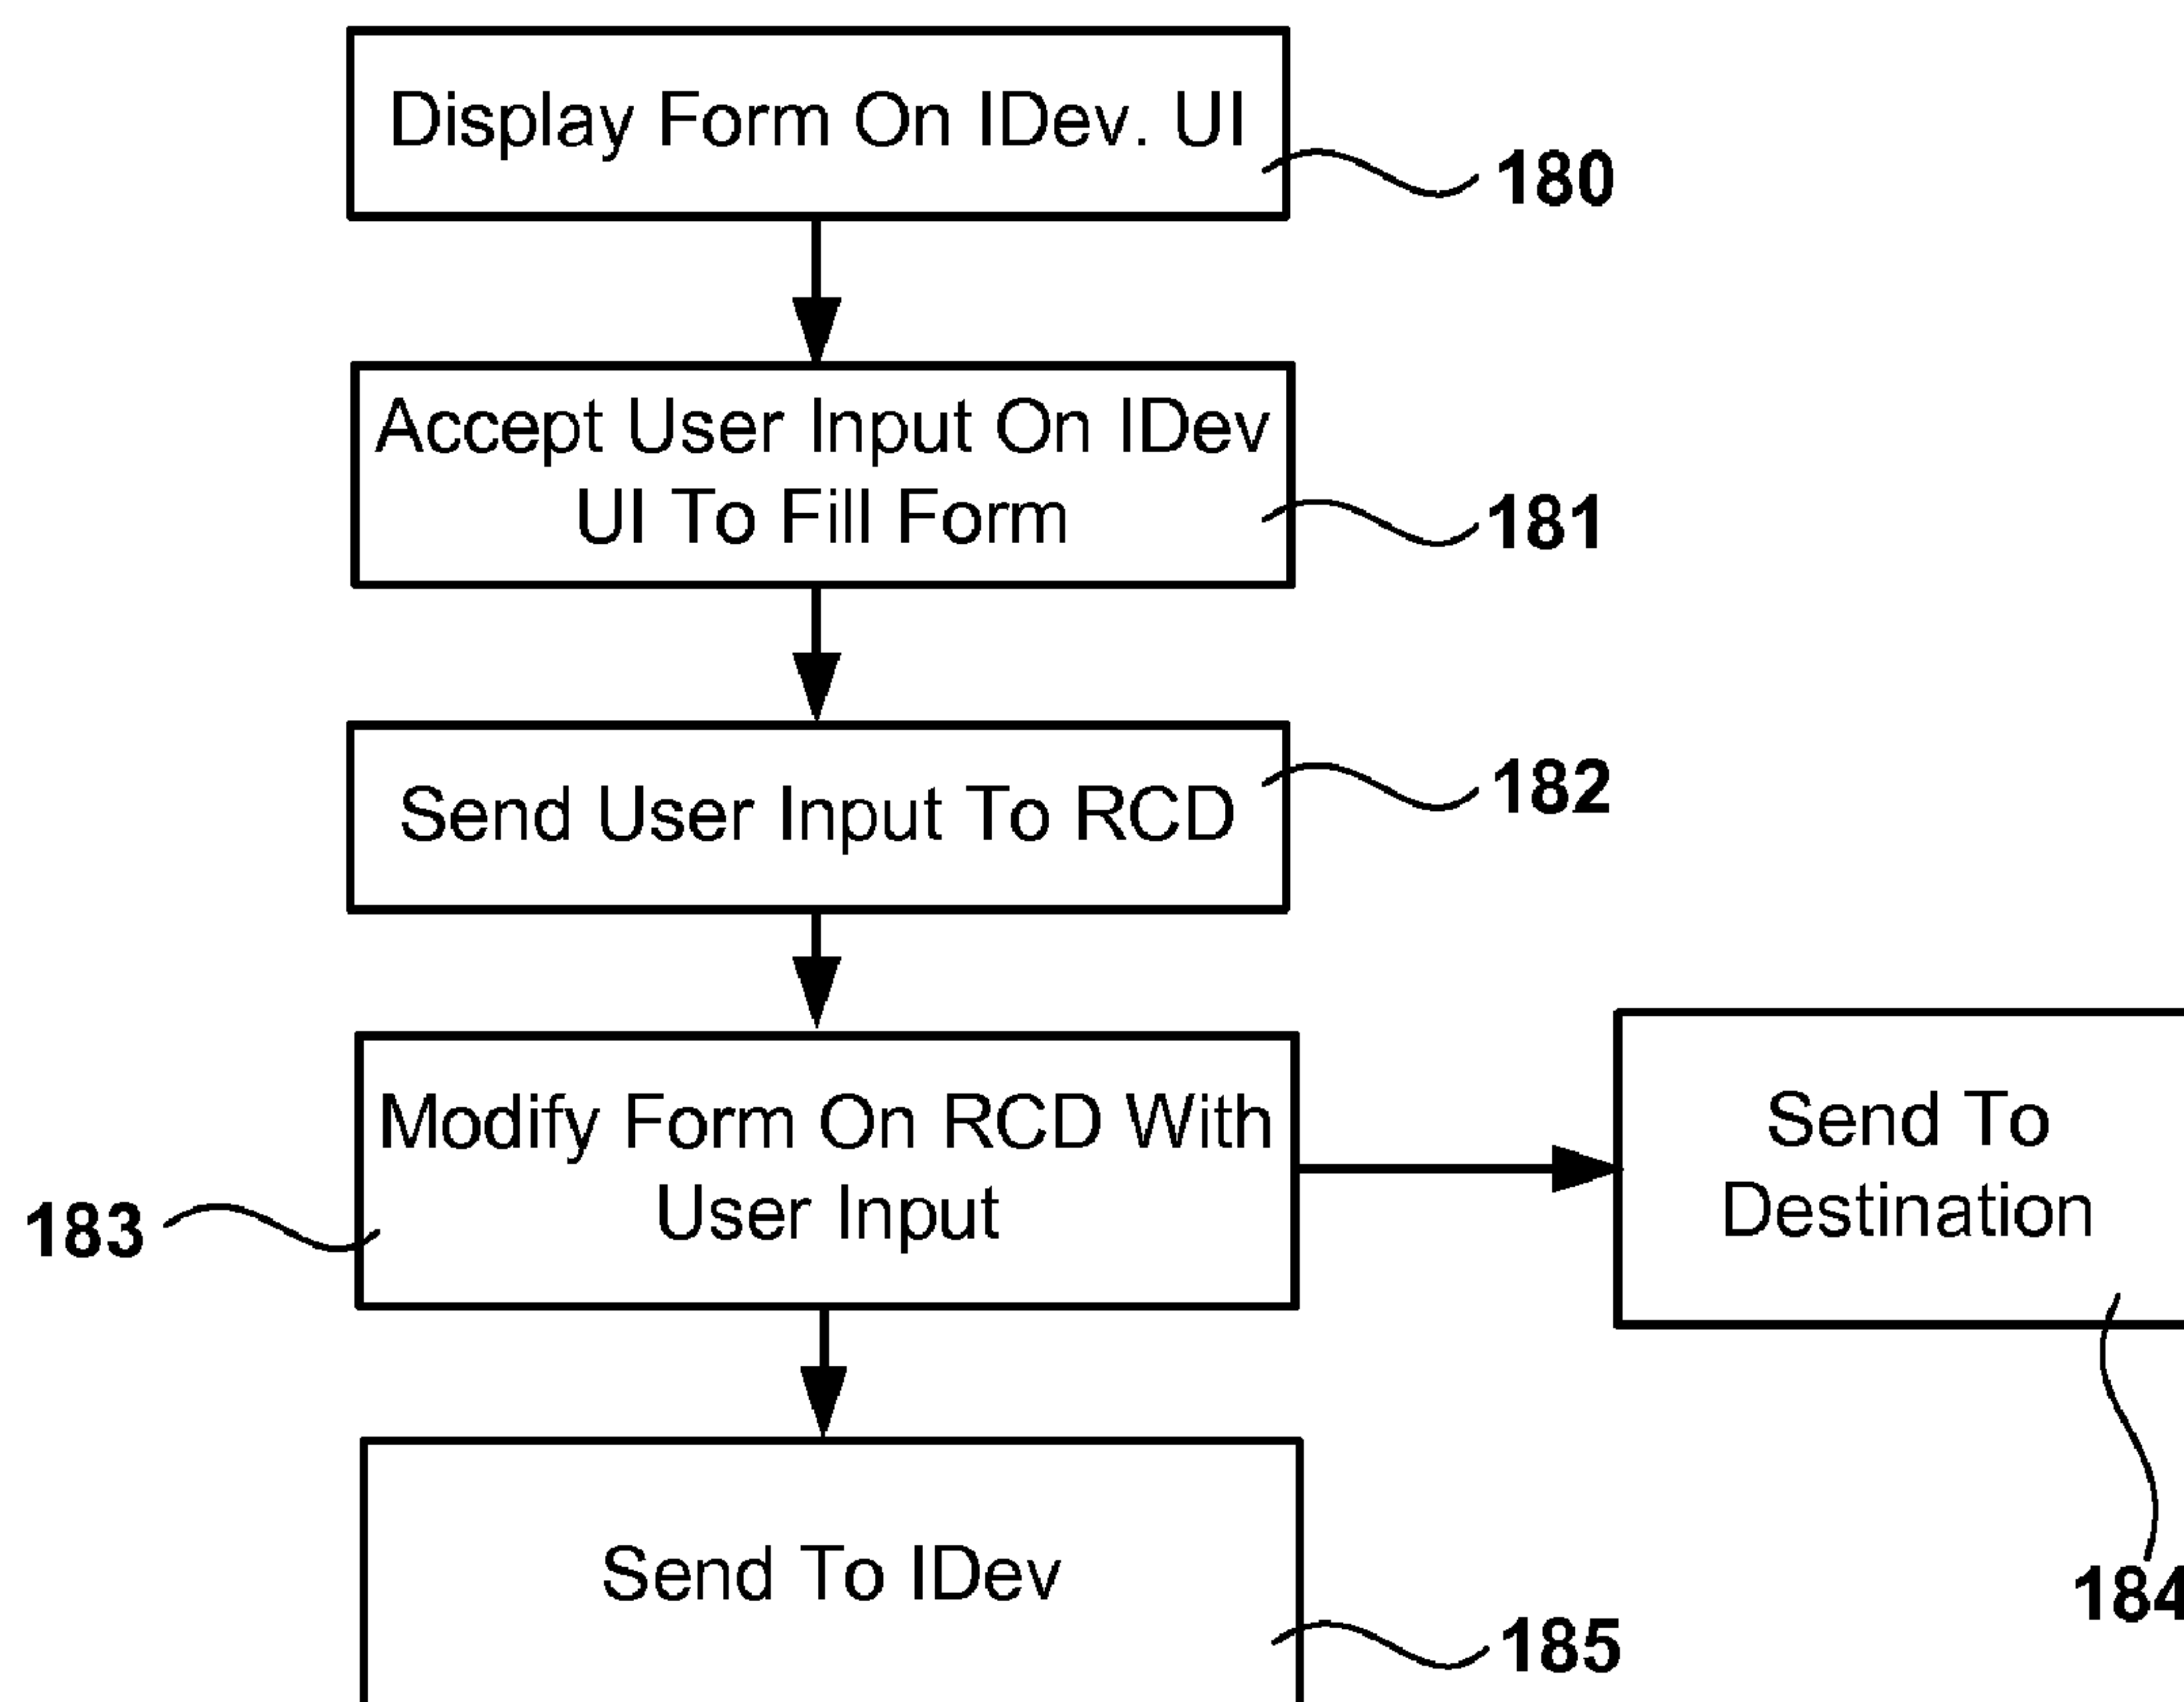 Display Form On IDev. UI
180
Accept User Input On IDev
UI To Fill Form
181
Send User Input To RCD
182
Modify Form On RCD With
User Input
183
Send To
Destination
184
Send To IDev
185